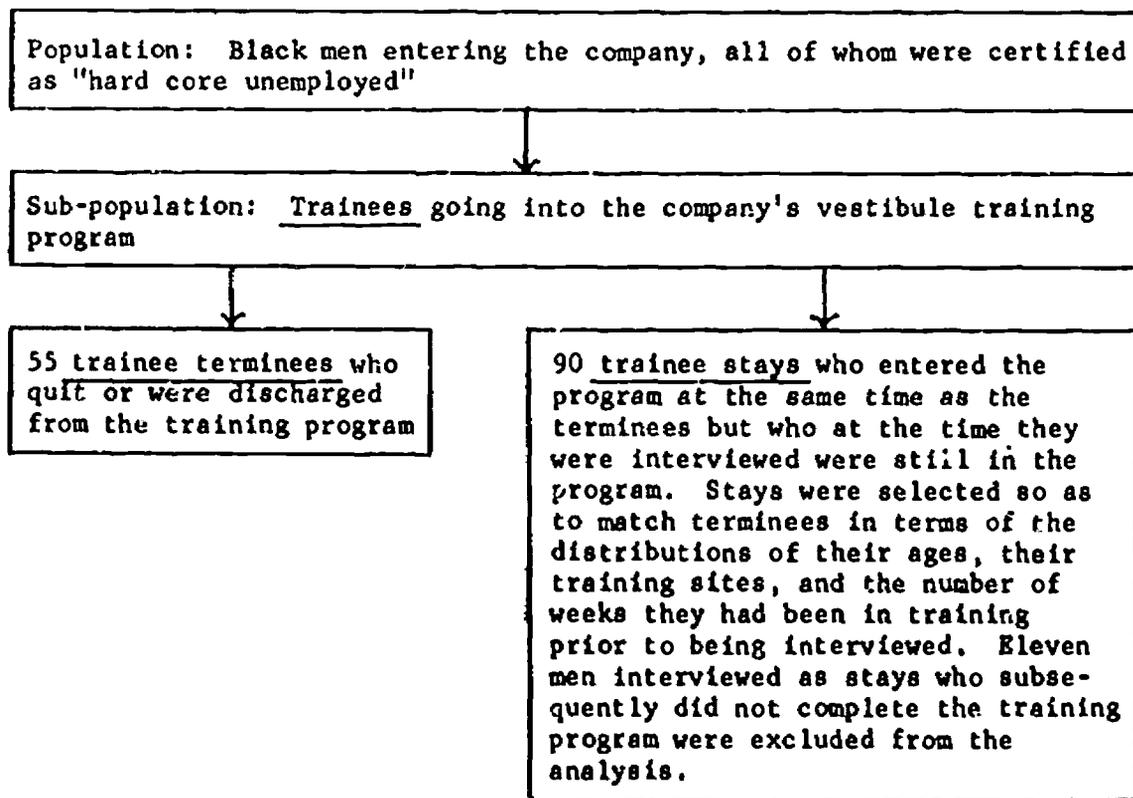 Population: Black men entering the company, all of whom were certified
as "hard core unemployed"
Sub-population: Trainees going into the company's vestibule training
program
55 trainee terminees who
quit or were discharged
from the training program
90 trainee stays who entered the
program at the same time as the
terminees but who at the time they
were interviewed were still in the
program. Stays were selected so as
to match terminees in terms of the
distributions of their ages, their
training sites, and the number of
weeks they had been in training
prior to being interviewed. Eleven
men interviewed as stays who subse-
quently did not complete the training
program were excluded from the
analysis.